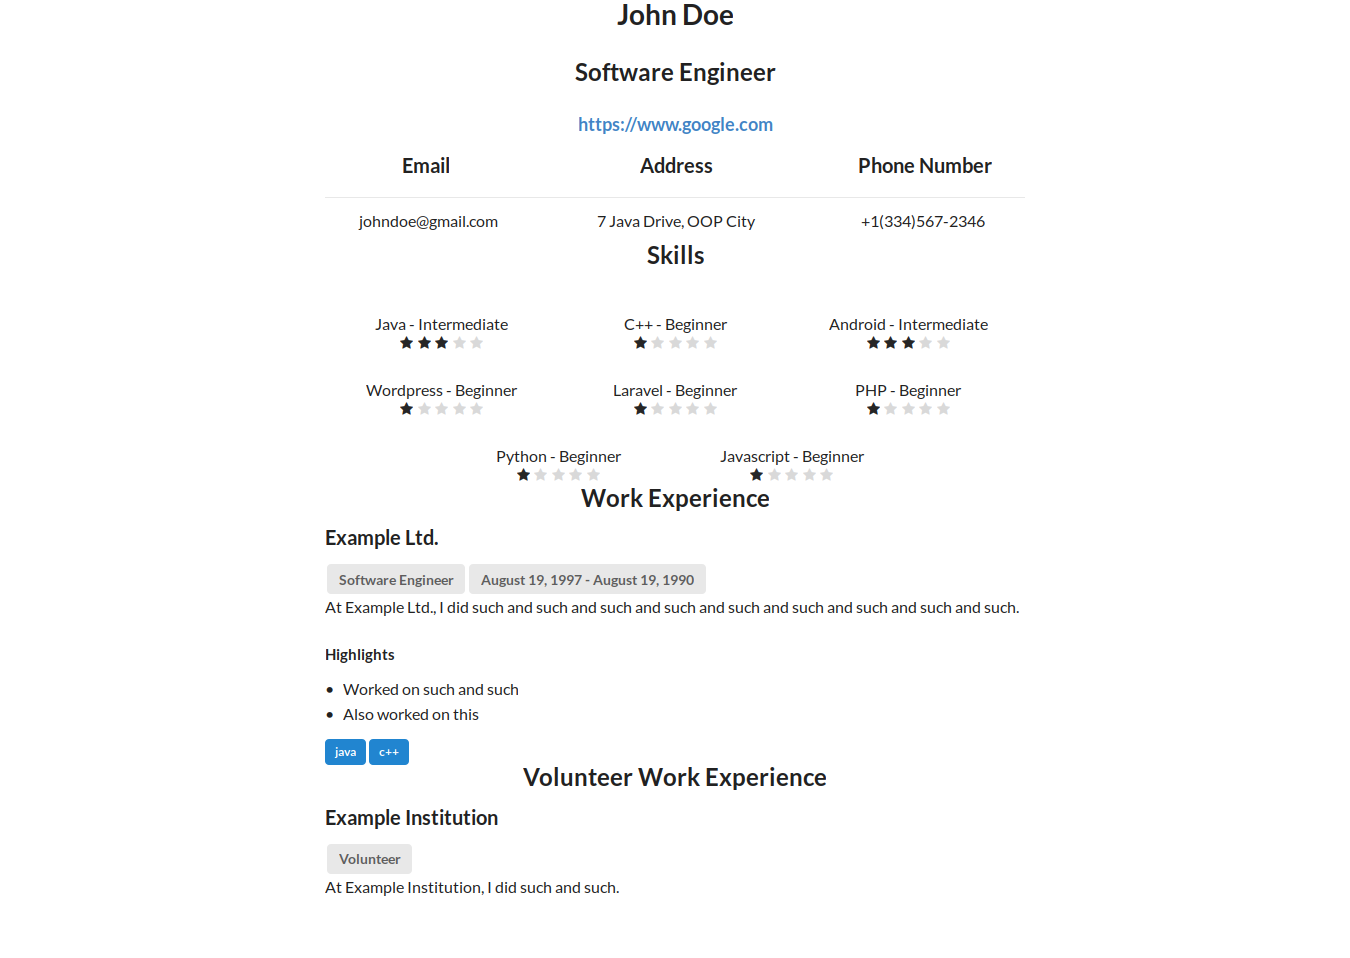 John Doe
Software Engineer
https://www.google.com
Email Address Phone Number
johndoe@gmail.com 7 Java Drive, OOP City +1(334)567-2346
Skills
Java - Intermediate C++ - Beginner Android - Intermediate
Wordpress - Beginner Laravel - Beginner PHP - Beginner
Python - Beginner Javascript - Beginner
Work Experience
Example Ltd.
Software Engineer August 19, 1997 - August 19, 1990
At Example Ltd., I did such and such and such and such and such and such and such and such and such.
Highlights
• Worked on such and such
• Also worked on this
java c++
Volunteer Work Experience
Example Institution
Volunteer
At Example Institution, I did such and such.